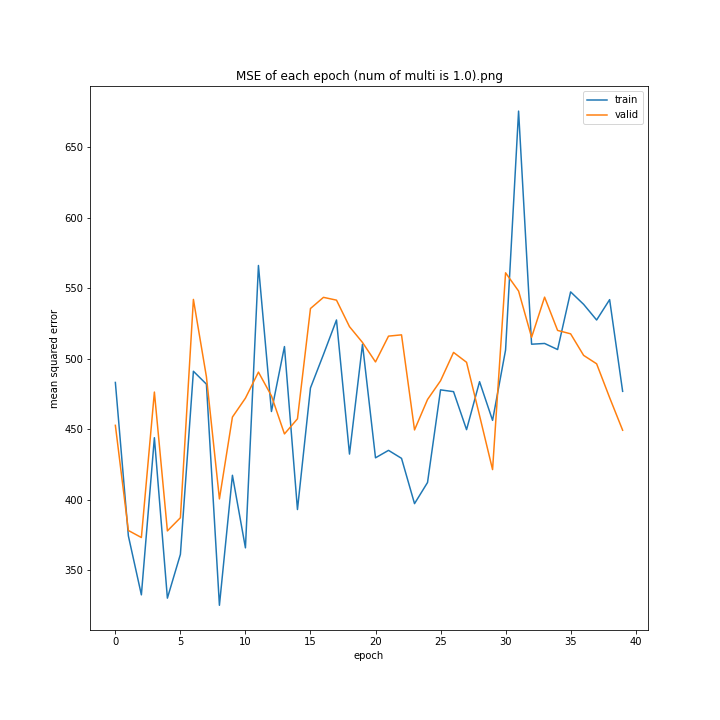 MSE of each epoch (num of multi is 1.0).png
train
valid
650
600
550
500
450
400
350
mean squared error
0 5 10 15 20 25 30 35 40
epoch